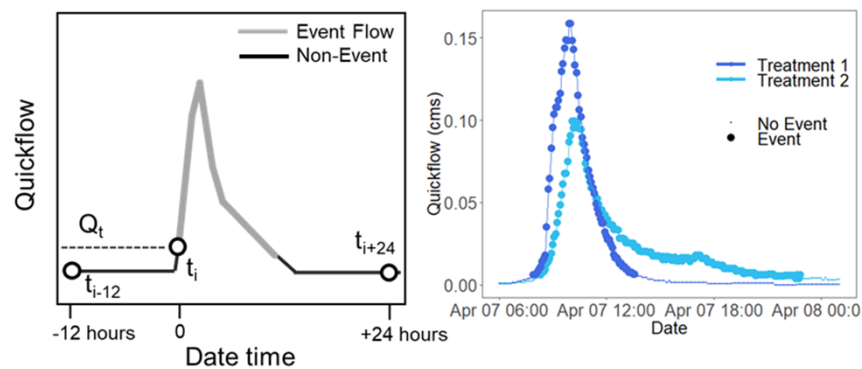 Event Flow
Non-Event
Quickflow
Qt
ti
ti-12
ti+24
-12 hours
0
+24 hours
Date time
0.15
0.10
0.05
0.00
Quickflow (cms)
Treatment 1
Treatment 2
No Event
Event
Apr 07 06:00 Apr 07 12:00 Apr 07 18:00 Apr 08 00:0
Date